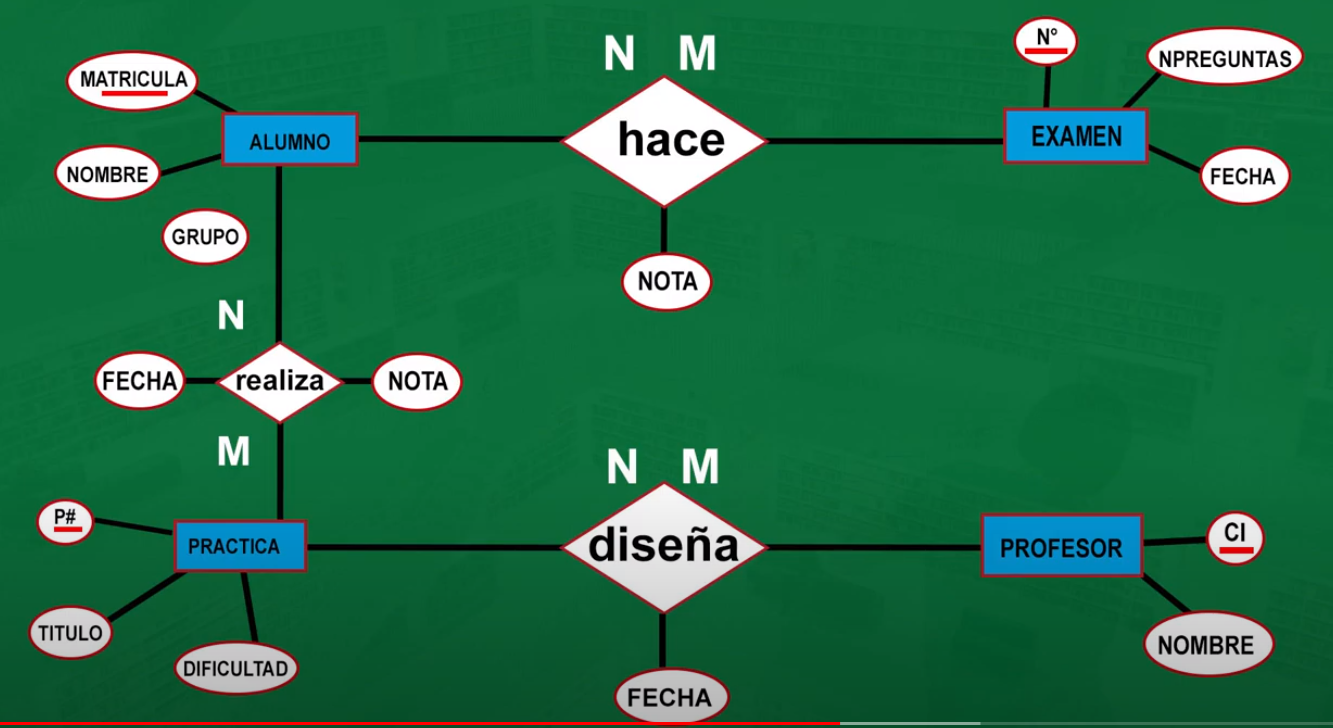 N M
N°
NPREGUNTAS
MATRICULA
ALUMNO
hace
EXAMEN
NOMBRE
FECHA
GRUPO
NOTA
N
FECHA
realiza
NOTA
M
N M
P#
PRACTICA
diseña
PROFESOR
CI
TITULO
DIFICULTAD
NOMBRE
FECHA